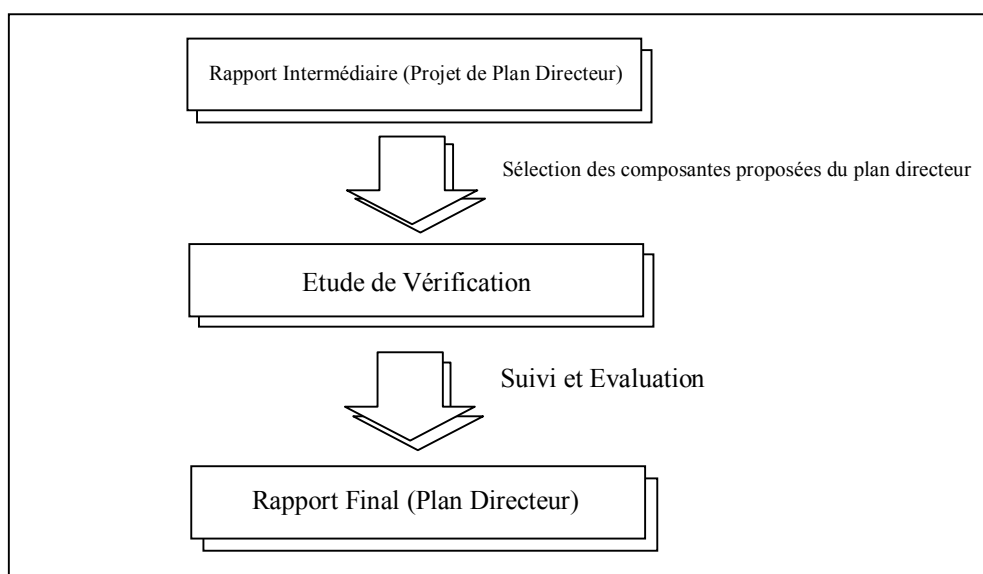 Rapport Intermédiaire (Projet de Plan Directeur)
Sélection des composantes proposées du plan directeur
Etude de Vérification
Suivi et Evaluation
Rapport Final (Plan Directeur)